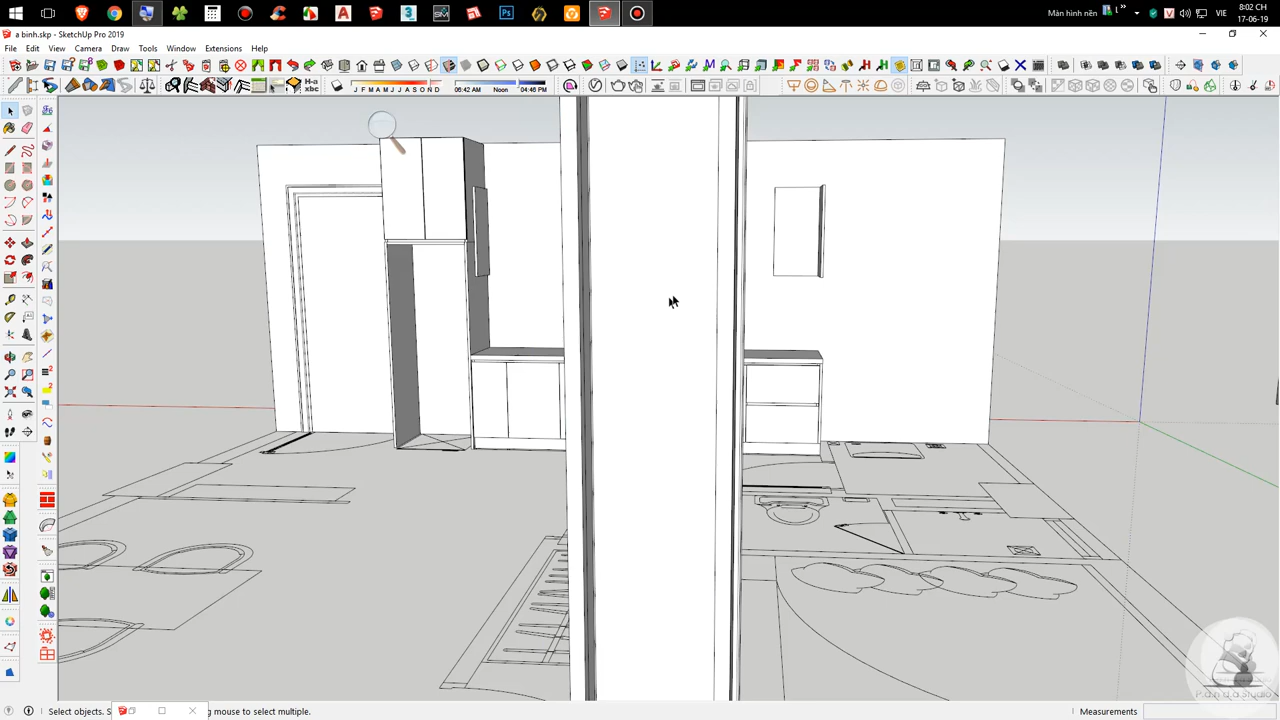 Màn hình nền
VIE
8:02 CH
17-06-19
a binh.skp - SketchUp Pro 2019
File Edit View Camera Draw Tools Window Extensions Help
J F M A M J J A S O N D
06:42 AM Noon 04:46 PM
Select objects. S
g mouse to select multiple.
Measurements